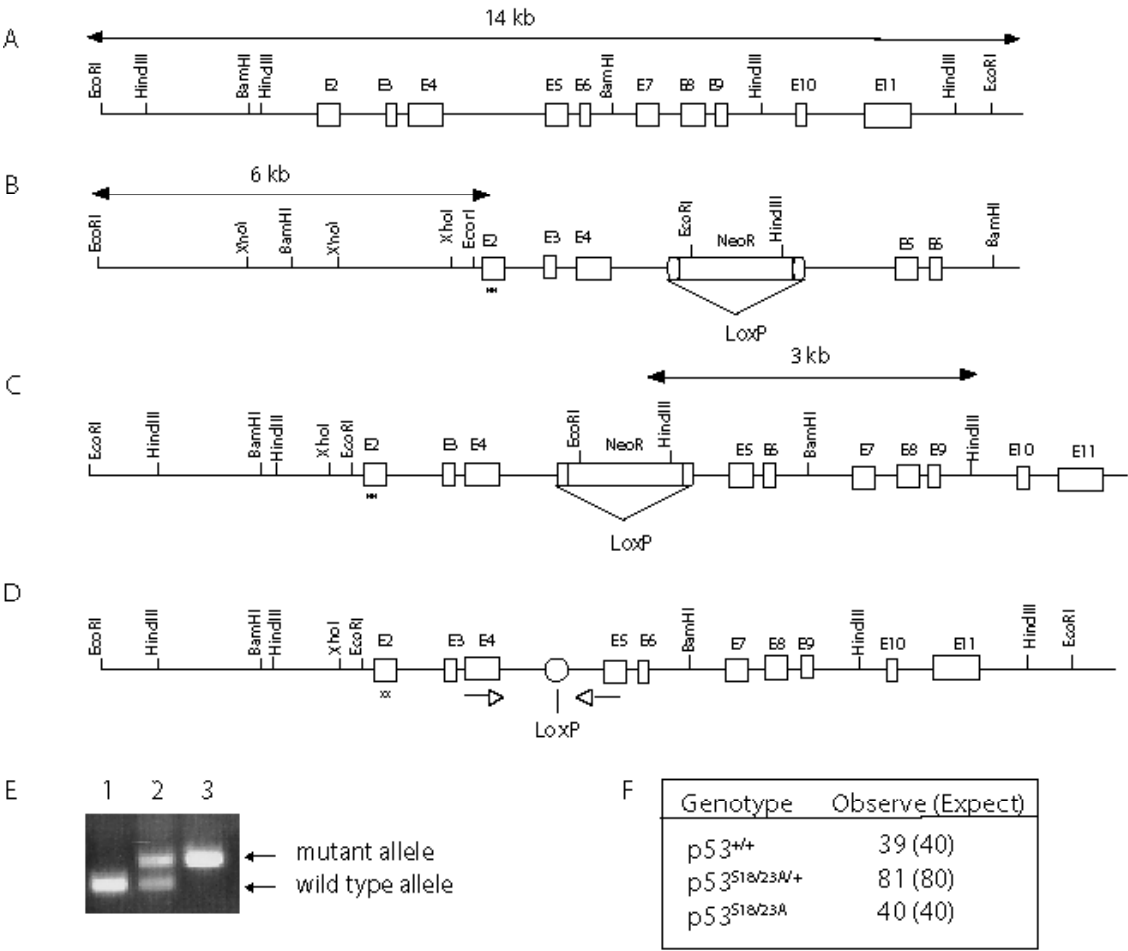 A
14 kb
EcoRI HindIII BamHI HindIII E2 E3 E4 E5 E6 BamHI E7 E8 E9 HindIII E10 E11 HindIII EcoRI
B
6 kb
EcoRI XhoI BamHI XhoI XhoI EcorI E2 E3 E4 EcoRI NeoR HindIII E5 E6 BamHI
LoxP
C
3 kb
EcoRI HindIII BamHI HindIII XhoI EcoRI E2 E3 E4 EcoRI NeoR HindIII E5 E6 BamHI E7 E8 E9 HindIII E10 E11
LoxP
D
EcoRI HindIII BamHI HindIII XhoI EcoRI E2 E3 E4 E5 E6 BamHI E7 E8 E9 HindIII E10 E11 HindIII EcoRI
xx
LoxP
E
1 2 3
mutant allele
wild type allele
F
Genotype Observe (Expect)
p53+/+ 39 (40)
p53S18/23A/+ 81 (80)
p53S18/23A 40 (40)